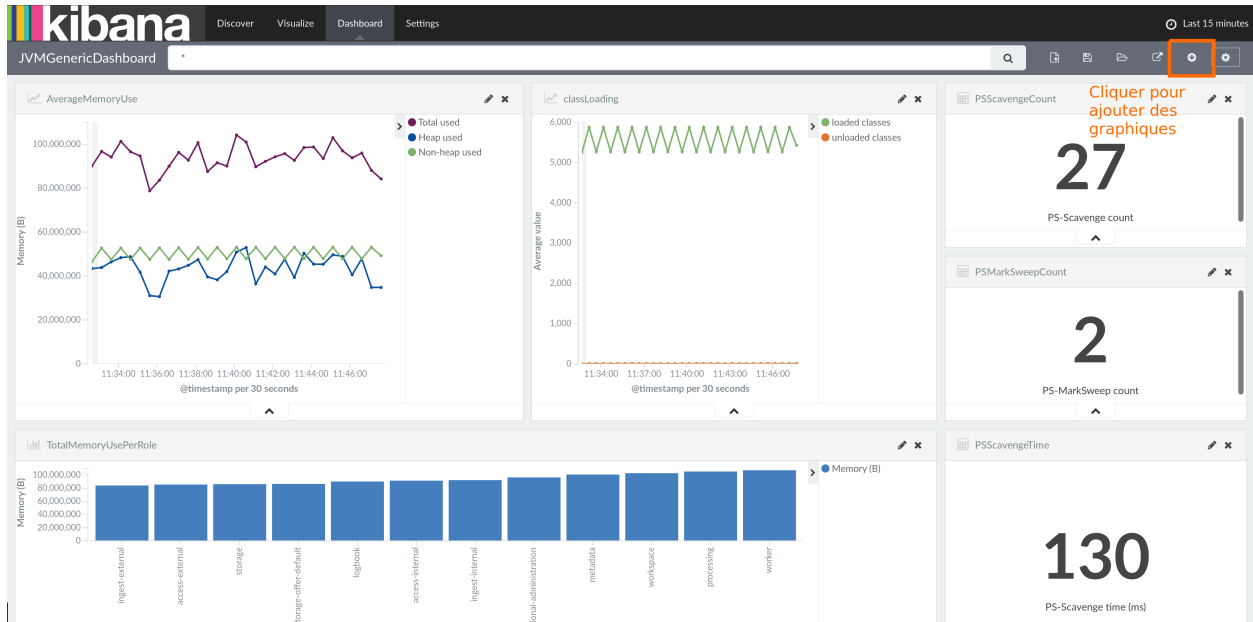 kibana
Discover
Visualize
Dashboard
Settings
Last 15 minutes
JVMGenericDashboard
*
Cliquer pour
ajouter des
graphiques
AverageMemoryUse
Total used
Heap used
Non-heap used
100,000,000
80,000,000
60,000,000
40,000,000
20,000,000
0
Memory (B)
11:34:00 11:36:00 11:38:00 11:40:00 11:42:00 11:44:00 11:46:00
@timestamp per 30 seconds
classLoading
loaded classes
unloaded classes
6,000
5,000
4,000
3,000
2,000
1,000
0
Average value
11:34:00 11:37:00 11:40:00 11:43:00 11:46:00
@timestamp per 30 seconds
PSScavengeCount
27
PS-Scavenge count
PSMarkSweepCount
2
PS-MarkSweep count
TotalMemoryUsePerRole
Memory (B)
100,000,000
80,000,000
60,000,000
40,000,000
20,000,000
0
Memory (B)
ingest-external
access-external
storage
torage-offer-default
logbook
access-internal
ingest-internal
ional-administration
metadata
workspace
processing
worker
PSScavengeTime
130
PS-Scavenge time (ms)